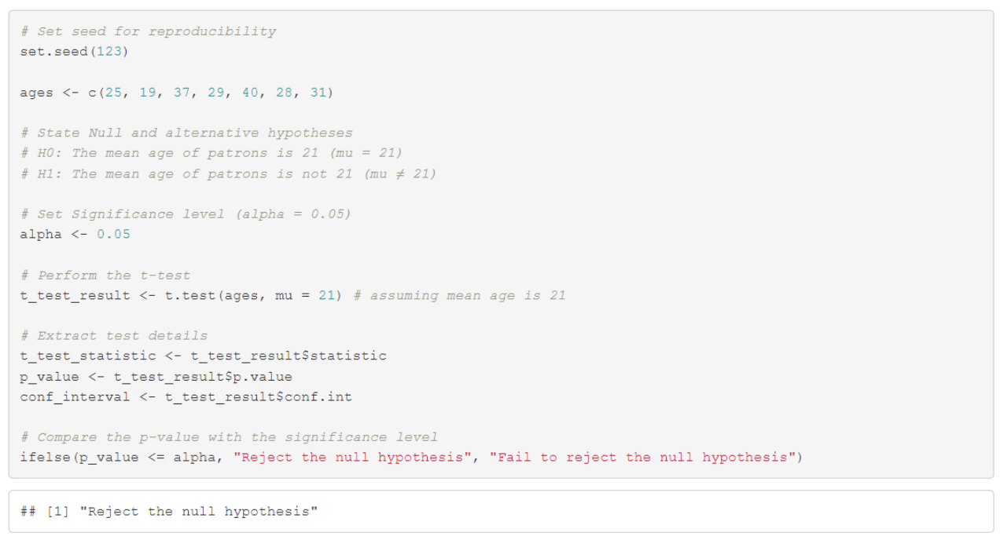 # Set seed for reproducibility
set.seed(123)
ages <- c(25, 19, 37, 29, 40, 28, 31)
# State Null and alternative hypotheses
# H0: The mean age of patrons is 21 (mu = 21)
# H1: The mean age of patrons is not 21 (mu ≠ 21)
# Set Significance level (alpha = 0.05)
alpha <- 0.05
# Perform the t-test
t_test_result <- t.test(ages, mu = 21) # assuming mean age is 21
# Extract test details
t_test_statistic <- t_test_result$statistic
p_value <- t_test_result$p.value
conf_interval <- t_test_result$conf.int
# Compare the p-value with the significance level
ifelse(p_value <= alpha, "Reject the null hypothesis", "Fail to reject the null hypothesis")
## [1] "Reject the null hypothesis"